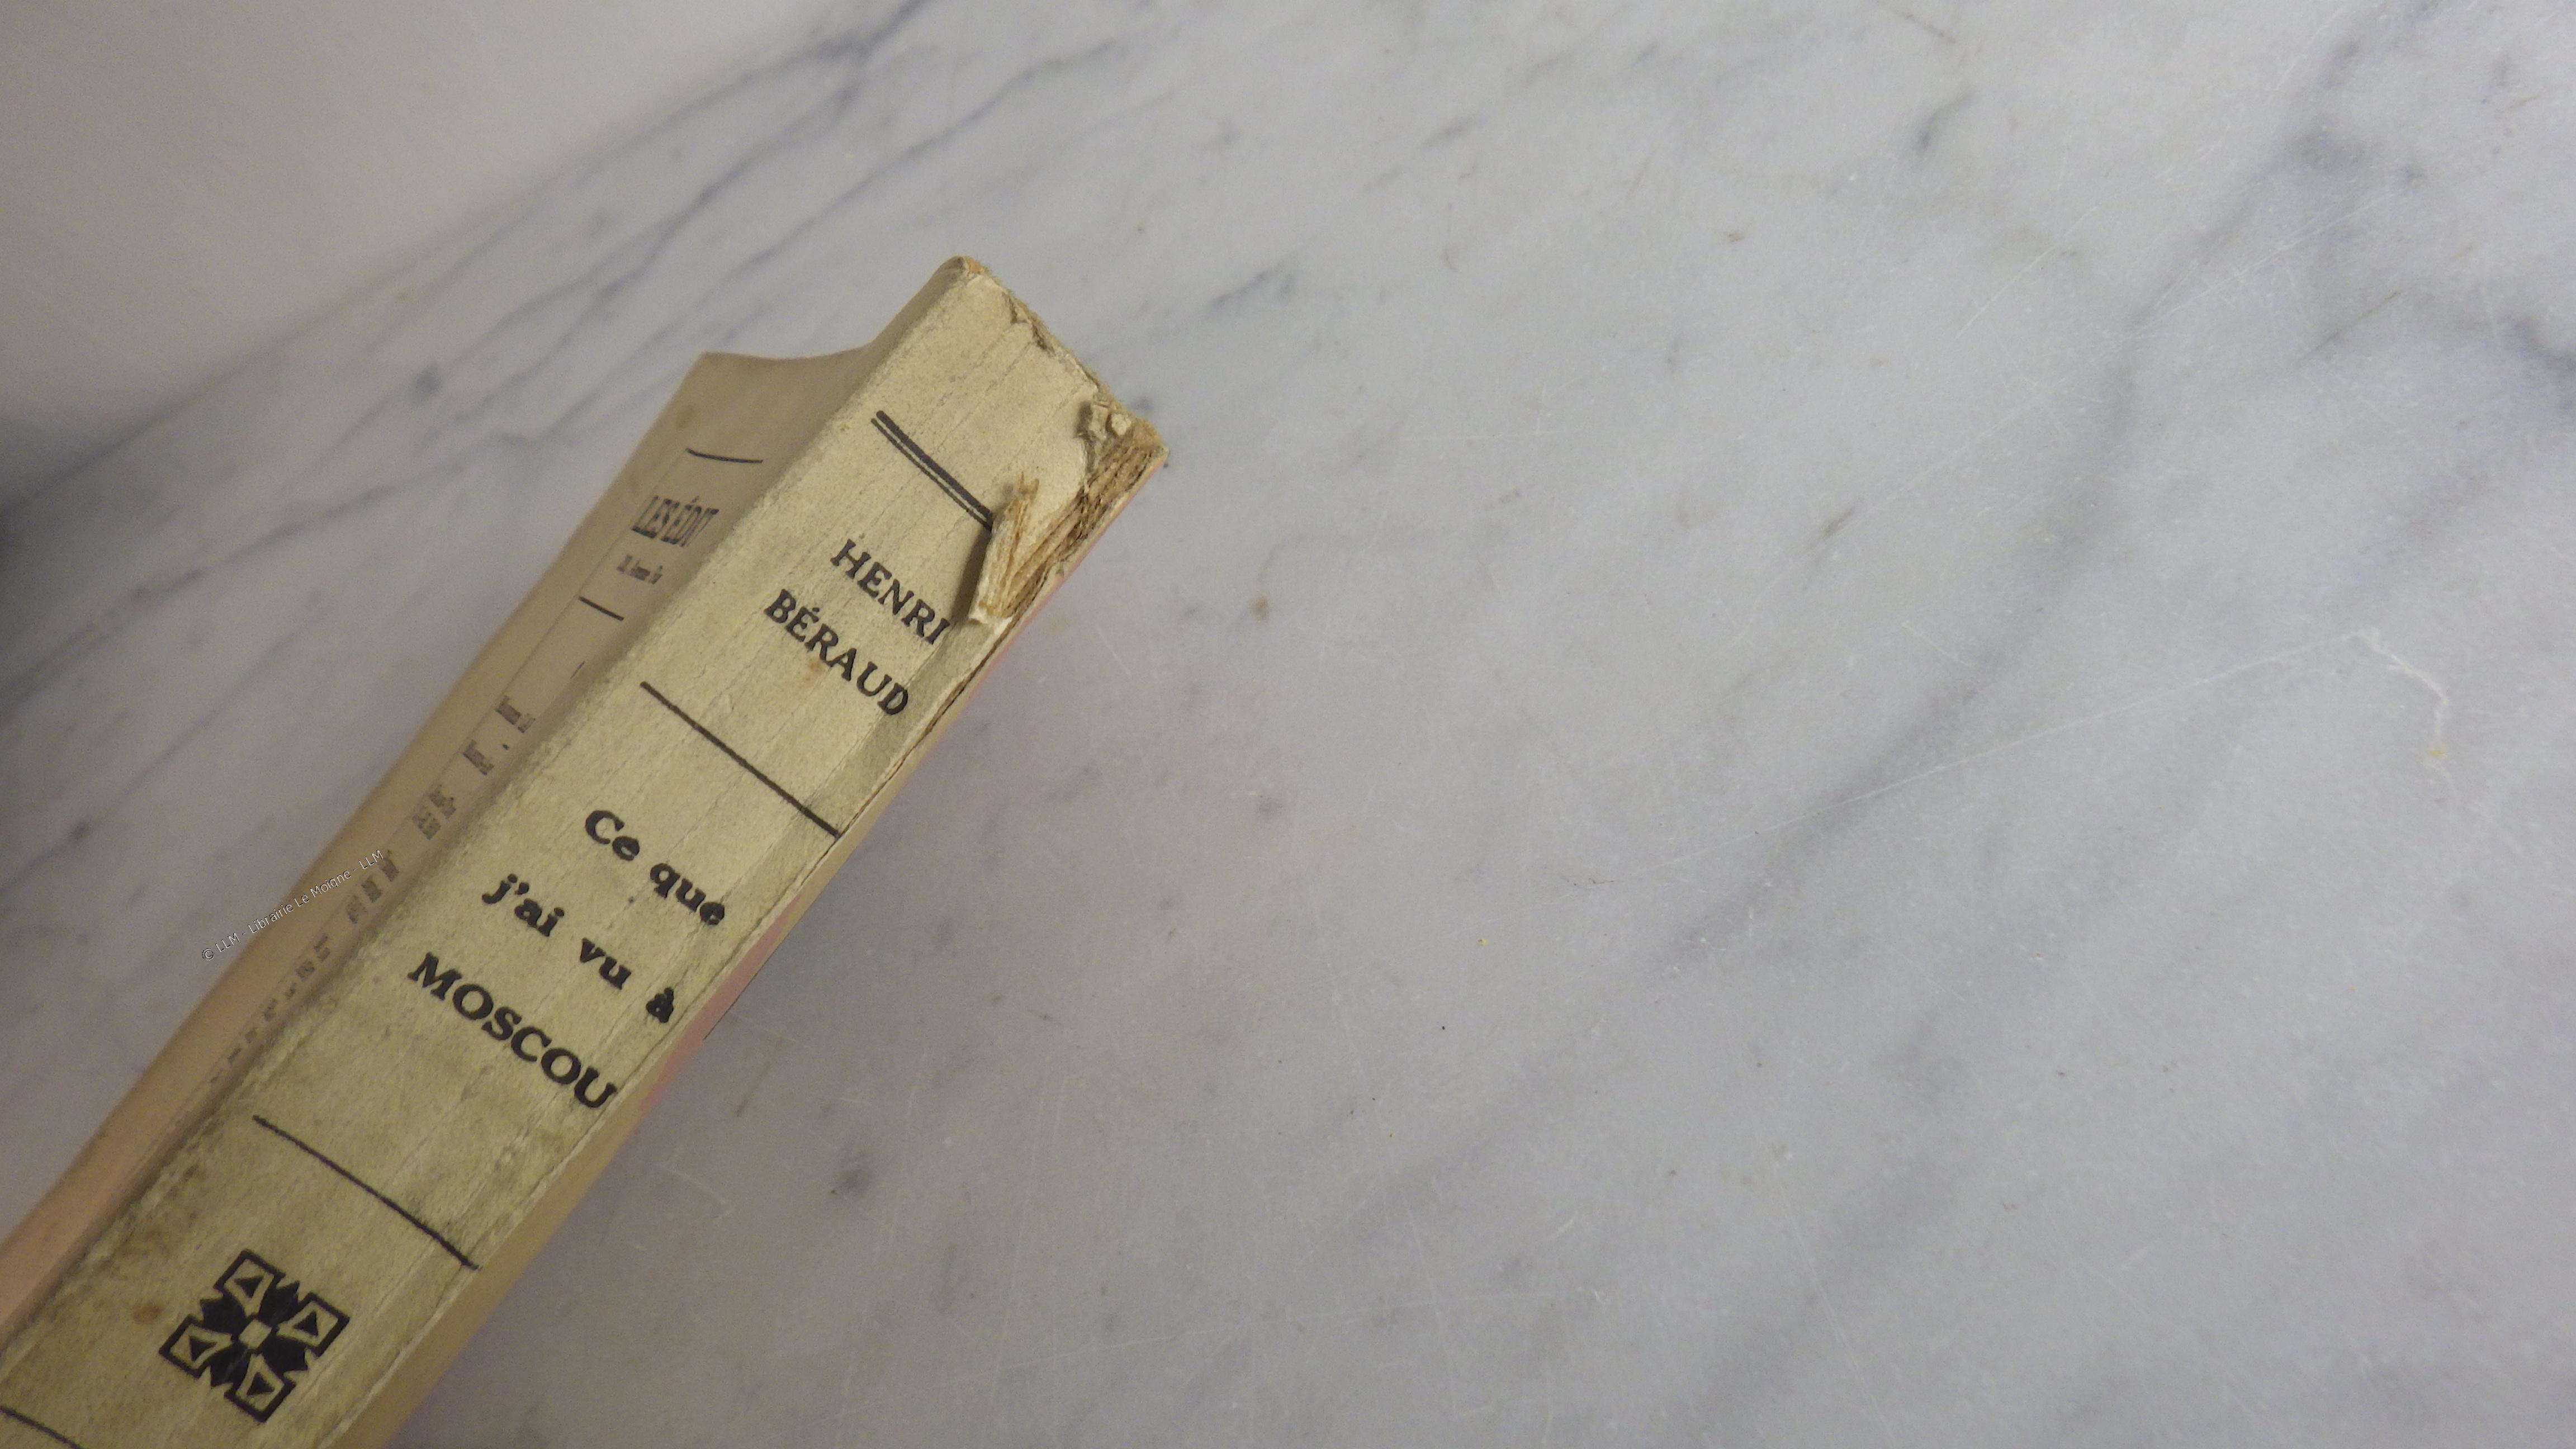 HENRI
BÉRAUD
Ce que
j'ai vu à
MOSCOU
LES ÉDIT
© LLM - Librairie Le Moigne - LLM